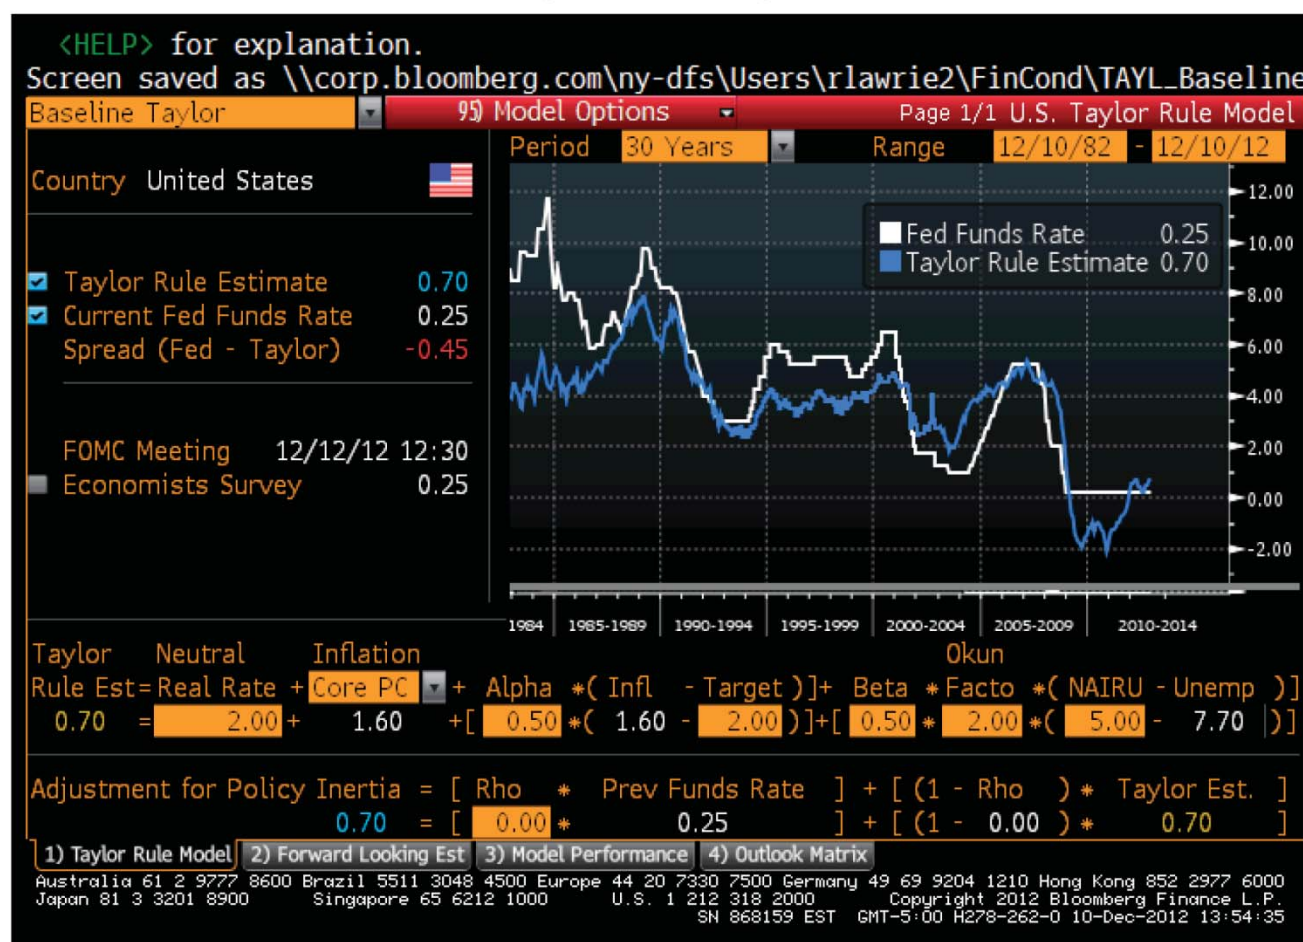 <HELP> for explanation.
Screen saved as \\corp.bloomberg.com\ny-dfs\Users\rlawrie2\FinCond\TAYL_Baseline
Baseline Taylor 95) Model Options Page 1/1 U.S. Taylor Rule Model
Period 30 Years Range 12/10/82 - 12/10/12
Country United States
12.00
Fed Funds Rate 0.25
10.00
Taylor Rule Estimate 0.70
Taylor Rule Estimate 0.70
8.00
Current Fed Funds Rate 0.25
Spread (Fed - Taylor) -0.45
6.00
4.00
FOMC Meeting 12/12/12 12:30
2.00
Economists Survey 0.25
0.00
-2.00
1984 1985-1989 1990-1994 1995-1999 2000-2004 2005-2009 2010-2014
Taylor Neutral Inflation Okun
Rule Est = Real Rate + Core PC + Alpha *( Infl - Target )]+ Beta * Facto *( NAIRU - Unemp )]
0.70 = 2.00 + 1.60 +[ 0.50 *( 1.60 - 2.00 )]+[ 0.50 * 2.00 *( 5.00 - 7.70 )]
Adjustment for Policy Inertia = [ Rho * Prev Funds Rate ] + [ (1 - Rho ) * Taylor Est. ]
0.70 = [ 0.00 * 0.25 ] + [ (1 - 0.00 ) * 0.70 ]
1) Taylor Rule Model 2) Forward Looking Est 3) Model Performance 4) Outlook Matrix
Australia 61 2 9777 8600 Brazil 5511 3048 4500 Europe 44 20 7330 7500 Germany 49 69 9204 1210 Hong Kong 852 2977 6000
Japan 81 3 3201 8900 Singapore 65 6212 1000 U.S. 1 212 318 2000 Copyright 2012 Bloomberg Finance L.P.
SN 868159 EST GMT-5:00 H278-262-0 10-Dec-2012 13:54:35